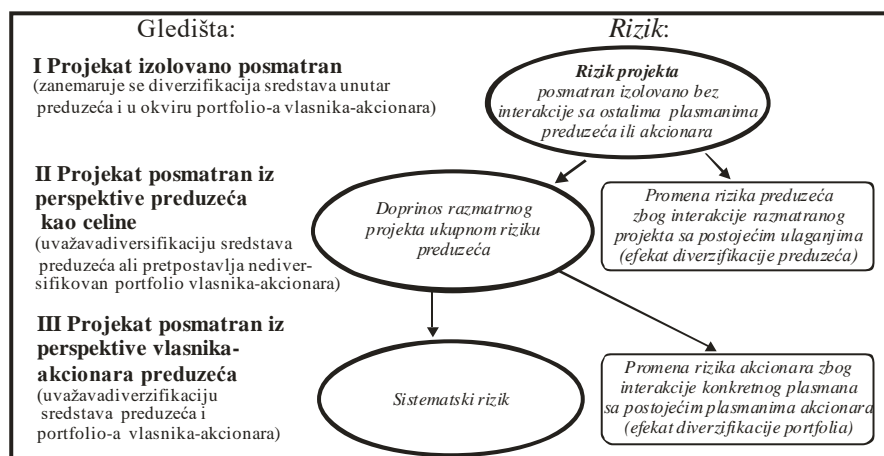 Gledišta:
Rizik:
I Projekat izolovano posmatran
(zanemaruje se diverzifikacija sredstava unutar
preduzeća i u okviru portfolio-a vlasnika-akcionara)
Rizik projekta
posmatran izolovano bez
interakcije sa ostalima plasmanima
preduzeća ili akcionara
II Projekat posmatran iz
perspektive preduzeća
kao celine
(uvažavadiversifikaciju sredstava
preduzeća ali pretpostavlja nediver-
sifikovan portfolio vlasnika-akcionara)
Doprinos razmatrnog
projekta ukupnom riziku
preduzeća
Promena rizika preduzeća
zbog interakcije razmatranog
projekta sa postojećim ulaganjima
(efekat diverzifikacije preduzeća)
III Projekat posmatran iz
perspektive vlasnika-
akcionara preduzeća
(uvažavadiverzifikaciju
sredstava preduzeća i
portfolio-a vlasnika-akcionara)
Sistematski rizik
Promena rizika akcionara zbog
interakcije konkretnog plasmana
sa postojećim plasmanima akcionara
(efekat diverzifikacije portfolia)